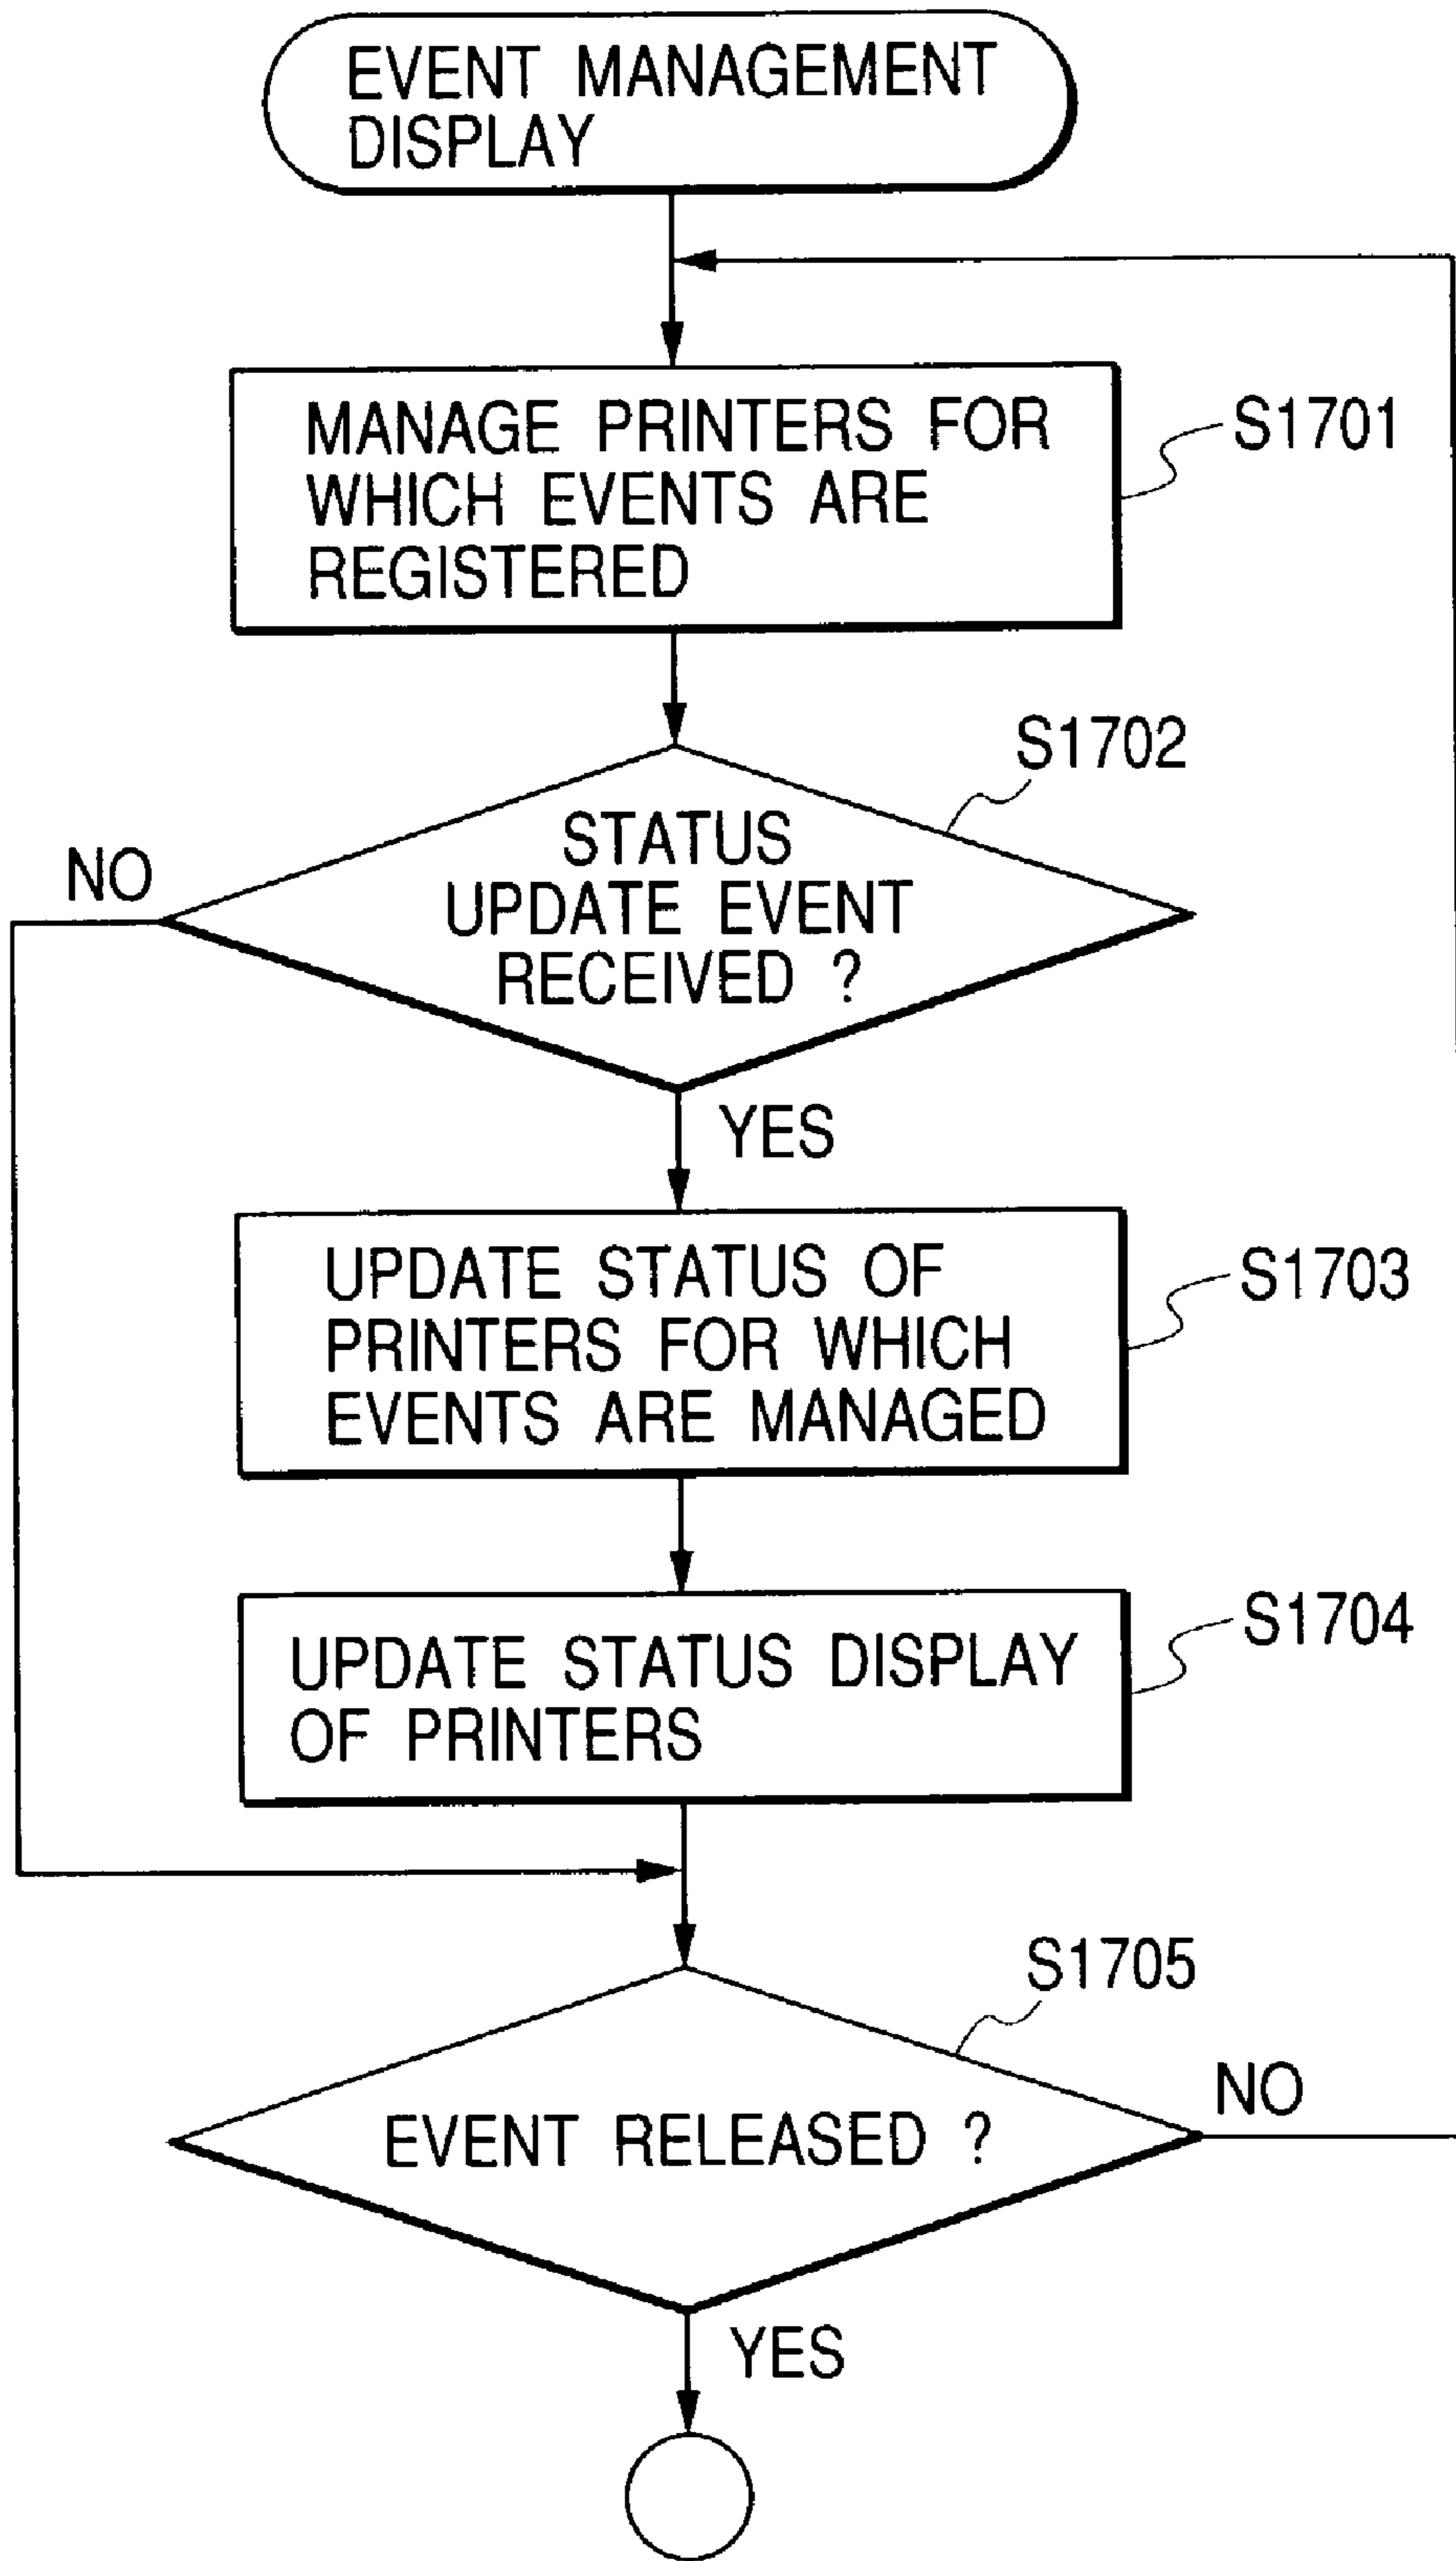 EVENT MANAGEMENT
DISPLAY
MANAGE PRINTERS FOR
WHICH EVENTS ARE
REGISTERED
S1701
S1702
STATUS
UPDATE EVENT
RECEIVED ?
NO
YES
UPDATE STATUS OF
PRINTERS FOR WHICH
EVENTS ARE MANAGED
S1703
UPDATE STATUS DISPLAY
OF PRINTERS
S1704
S1705
EVENT RELEASED ?
NO
YES